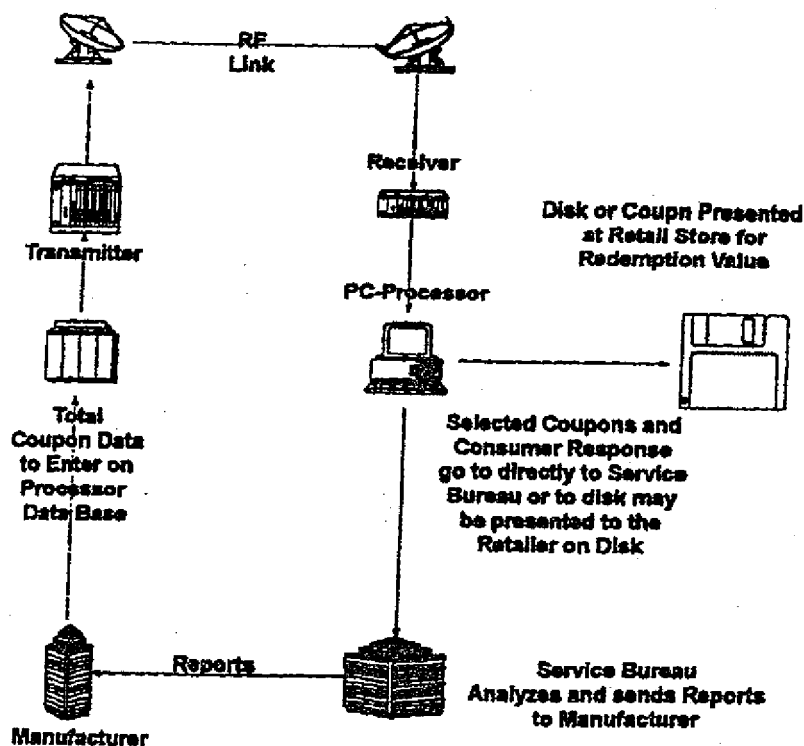 RF
Link
Receiver
Disk or Coupn Presented
at Retail Store for
Redemption Value
Transmitter
PC-Processor
Total
Coupon Data
to Enter on
Processor
Data Base
Selected Coupons and
Consumer Response
go to directly to Service
Bureau or to disk may
be presented to the
Retailer on Disk
Reports
Service Bureau
Analyzes and sends Reports
to Manufacturer
Manufacturer